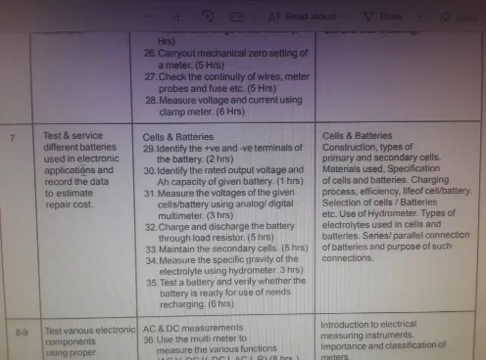 Read aloud
Draw
Hrs)
26. Carryout mechanical zero setting of
a meter. (5 Hrs)
27. Check the continuity of wires, meter
probes and fuse etc. (5 Hrs)
28. Measure voltage and current using
clamp meter. (6 Hrs)
7
Test & service
different batteries
used in electronic
applications and
record the data
to estimate
repair cost.
Cells & Batteries
29. Identify the +ve and -ve terminals of
the battery. (2 hrs)
30. Identify the rated output voltage and
Ah capacity of given battery. (1 hrs)
31. Measure the voltages of the given
cells/battery using analog/ digital
multimeter. (3 hrs)
32. Charge and discharge the battery
through load resistor. (5 hrs)
33. Maintain the secondary cells. (5 hrs)
34. Measure the specific gravity of the
electrolyte using hydrometer. 3 hrs)
35. Test a battery and verify whether the
battery is ready for use of needs
recharging. (6 hrs)
Cells & Batteries
Construction, types of
primary and secondary cells.
Materials used, Specification
of cells and batteries. Charging
process, efficiency, lifeof cell/battery.
Selection of cells / Batteries
etc. Use of Hydrometer. Types of
electrolytes used in cells and
batteries. Series/ parallel connection
of batteries and purpose of such
connections.
8-9
Test various electronic
components
using proper
AC & DC measurements
36. Use the multi meter to
measure the various functions
Introduction to electrical
measuring instruments.
Importance and classification of
meters.